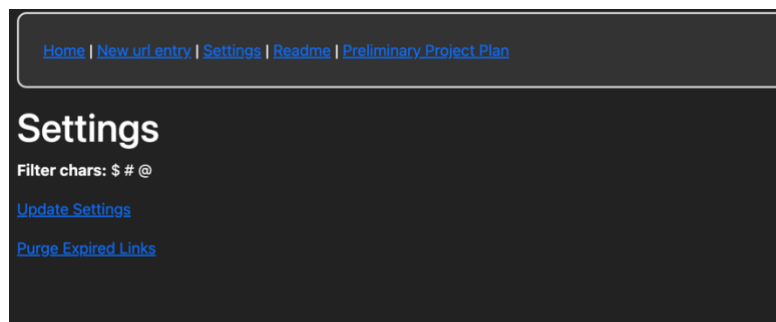 Home | New url entry | Settings | Readme | Preliminary Project Plan
Settings
Filter chars: $ # @
Update Settings
Purge Expired Links